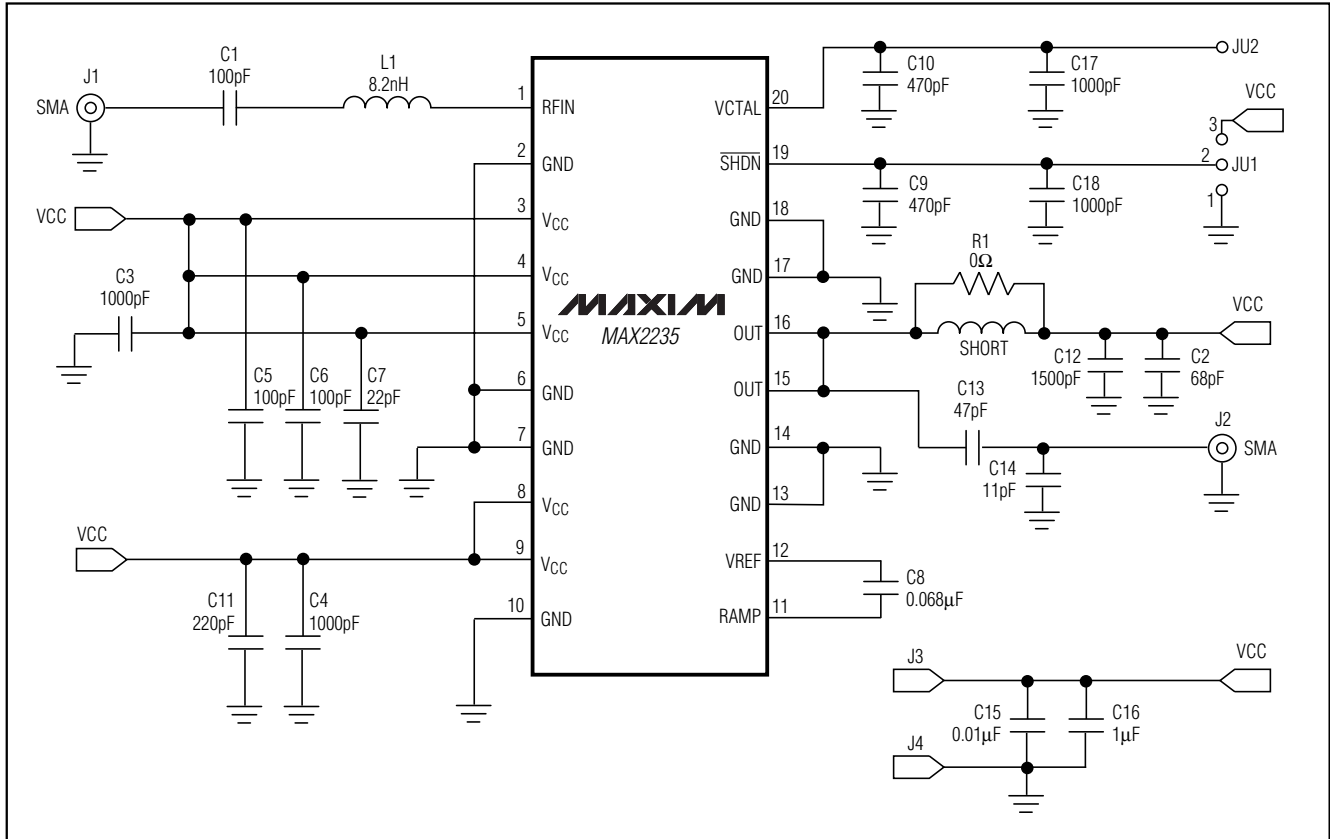 J1
SMA
C1
100pF
L1
8.2nH
1
RFIN
2
GND
VCC
3
VCC
4
VCC
C3
1000pF
5
VCC
C5
100pF
C6
100pF
C7
22pF
6
GND
7
GND
8
VCC
VCC
9
VCC
C11
220pF
C4
1000pF
10
GND
MAXIM
MAX2235
VCTAL
20
C10
470pF
C17
1000pF
JU2
VCC
3
SHDN
19
2
JU1
1
C9
470pF
C18
1000pF
GND
18
GND
17
R1
0Ω
OUT
16
SHORT
VCC
C12
1500pF
C2
68pF
OUT
15
C13
47pF
J2
SMA
C14
11pF
GND
14
GND
13
VREF
12
C8
0.068µF
RAMP
11
J3
VCC
C15
0.01µF
C16
1µF
J4